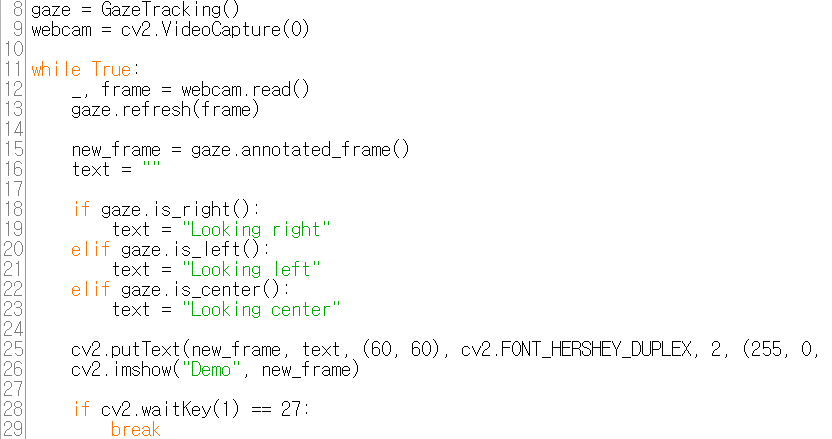 8 gaze = GazeTracking()
9 webcam = cv2.VideoCapture(0)
10
11 while True:
12     _, frame = webcam.read()
13     gaze.refresh(frame)
14
15     new_frame = gaze.annotated_frame()
16     text = ""
17
18     if gaze.is_right():
19         text = "Looking right"
20     elif gaze.is_left():
21         text = "Looking left"
22     elif gaze.is_center():
23         text = "Looking center"
24
25     cv2.putText(new_frame, text, (60, 60), cv2.FONT_HERSHEY_DUPLEX, 2, (255, 0,
26     cv2.imshow("Demo", new_frame)
27
28     if cv2.waitKey(1) == 27:
29         break